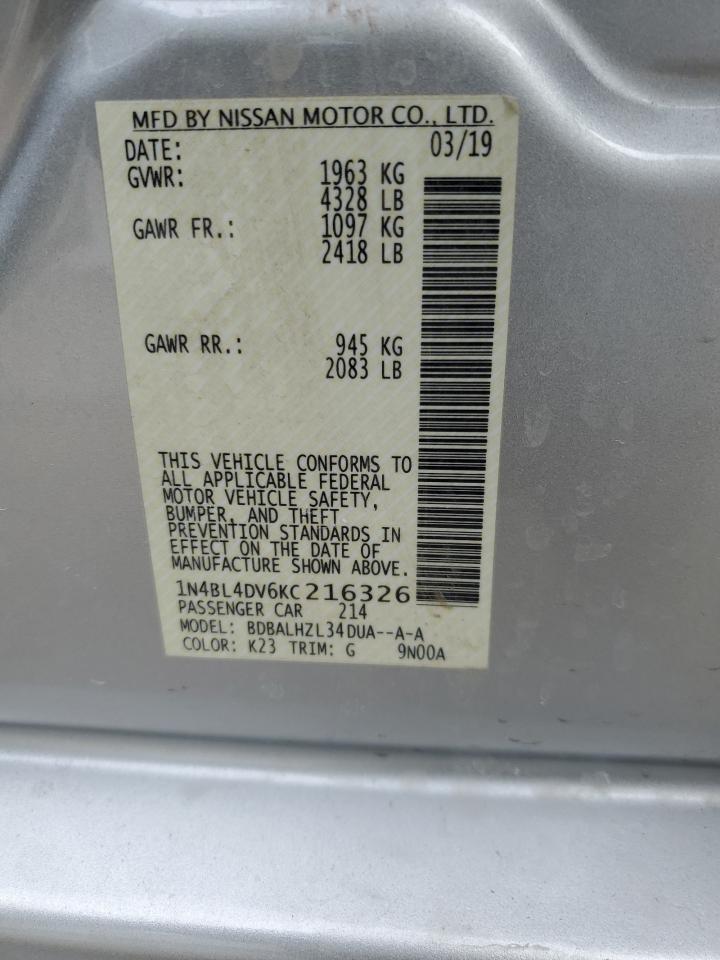 MFD BY NISSAN MOTOR CO., LTD.
DATE: 03/19
GVWR: 1963 KG
4328 LB
GAWR FR.: 1097 KG
2418 LB
GAWR RR.: 945 KG
2083 LB
THIS VEHICLE CONFORMS TO
ALL APPLICABLE FEDERAL
MOTOR VEHICLE SAFETY,
BUMPER, AND THEFT
PREVENTION STANDARDS IN
EFFECT ON THE DATE OF
MANUFACTURE SHOWN ABOVE.
1N4BL4DV6KC216326
PASSENGER CAR 214
MODEL: BDBALHZL34DUA--A-A
COLOR: K23 TRIM: G 9N00A